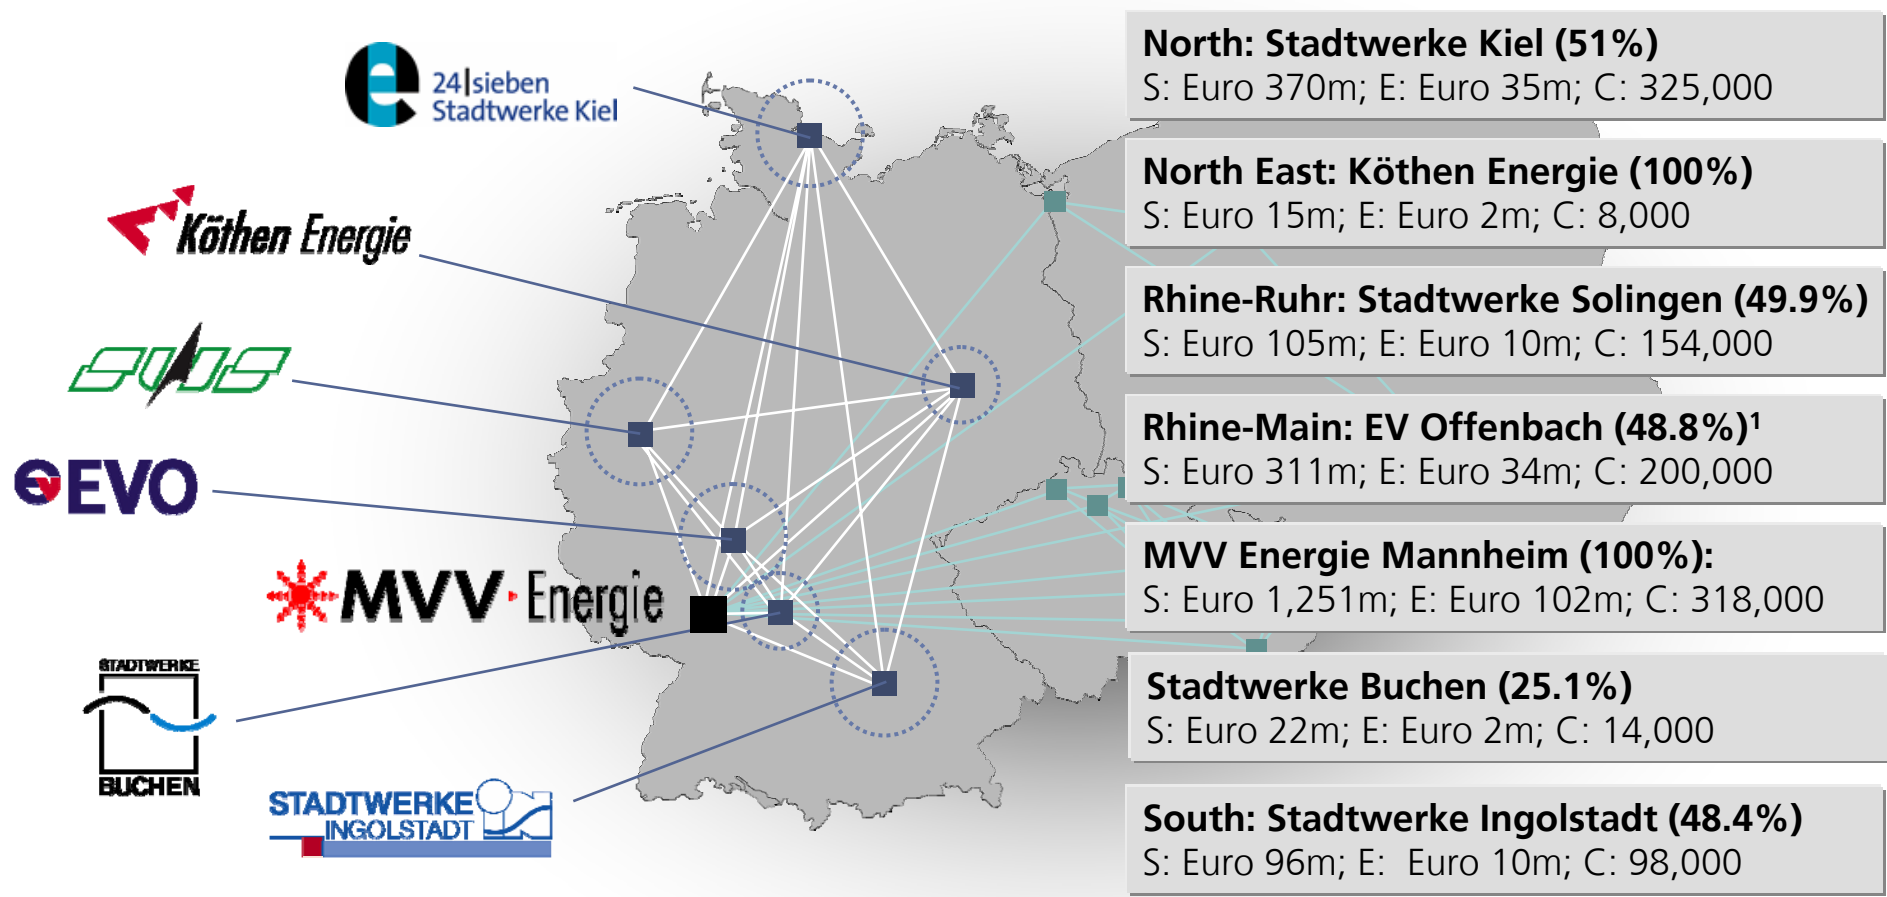 24|sieben
Stadtwerke Kiel
Köthen Energie
SWS
EVO
MVV Energie
STADTWERKE
BUCHEN
STADTWERKE
INGOLSTADT
North: Stadtwerke Kiel (51%)
S: Euro 370m; E: Euro 35m; C: 325,000
North East: Köthen Energie (100%)
S: Euro 15m; E: Euro 2m; C: 8,000
Rhine-Ruhr: Stadtwerke Solingen (49.9%)
S: Euro 105m; E: Euro 10m; C: 154,000
Rhine-Main: EV Offenbach (48.8%)¹
S: Euro 311m; E: Euro 34m; C: 200,000
MVV Energie Mannheim (100%):
S: Euro 1,251m; E: Euro 102m; C: 318,000
Stadtwerke Buchen (25.1%)
S: Euro 22m; E: Euro 2m; C: 14,000
South: Stadtwerke Ingolstadt (48.4%)
S: Euro 96m; E: Euro 10m; C: 98,000